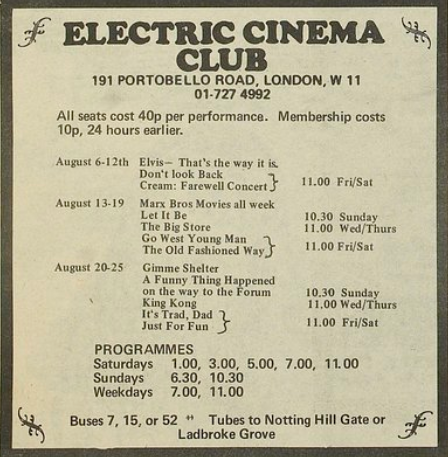 ELECTRIC CINEMA
CLUB
191 PORTOBELLO ROAD, LONDON, W 11
01-727 4992
All seats cost 40p per performance. Membership costs
10p, 24 hours earlier.
August 6-12th Elvis— That's the way it is.
Don't look Back
Cream: Farewell Concert} 11.00 Fri/Sat
August 13-19 Marx Bros Movies all week
Let It Be 10.30 Sunday
The Big Store 11.00 Wed/Thurs
Go West Young Man
The Old Fashioned Way} 11.00 Fri/Sat
August 20-25 Gimme Shelter
A Funny Thing Happened
on the way to the Forum 10.30 Sunday
King Kong 11.00 Wed/Thurs
It's Trad, Dad
Just For Fun } 11.00 Fri/Sat
PROGRAMMES
Saturdays 1.00, 3.00, 5.00, 7.00, 11.00
Sundays 6.30, 10.30
Weekdays 7.00, 11.00
Buses 7, 15, or 52 Tubes to Notting Hill Gate or
Ladbroke Grove